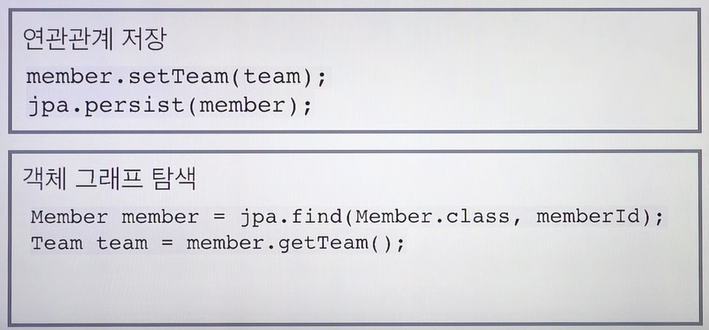 연관관계 저장
member.setTeam(team);
jpa.persist(member);
객체 그래프 탐색
Member member = jpa.find(Member.class, memberId);
Team team = member.getTeam();